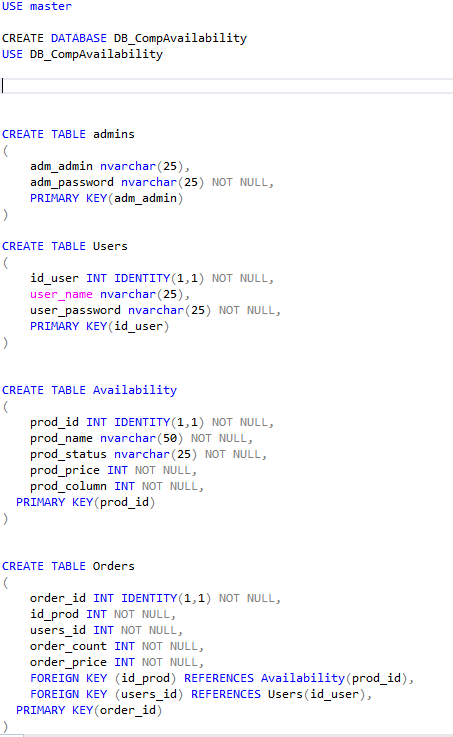 USE master
CREATE DATABASE DB_CompAvailability
USE DB_CompAvailability
CREATE TABLE admins
(
adm_admin nvarchar(25),
adm_password nvarchar(25) NOT NULL,
PRIMARY KEY(adm_admin)
)
CREATE TABLE Users
(
id_user INT IDENTITY(1,1) NOT NULL,
user_name nvarchar(25),
user_password nvarchar(25) NOT NULL,
PRIMARY KEY(id_user)
)
CREATE TABLE Availability
(
prod_id INT IDENTITY(1,1) NOT NULL,
prod_name nvarchar(50) NOT NULL,
prod_status nvarchar(25) NOT NULL,
prod_price INT NOT NULL,
prod_column INT NOT NULL,
PRIMARY KEY(prod_id)
)
CREATE TABLE Orders
(
order_id INT IDENTITY(1,1) NOT NULL,
id_prod INT NOT NULL,
users_id INT NOT NULL,
order_count INT NOT NULL,
order_price INT NOT NULL,
FOREIGN KEY (id_prod) REFERENCES Availability(prod_id),
FOREIGN KEY (users_id) REFERENCES Users(id_user),
PRIMARY KEY(order_id)
)